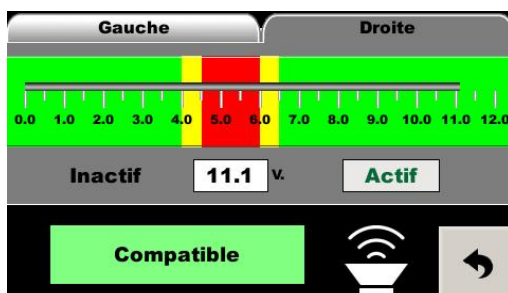 Gauche Droite
0.0 1.0 2.0 3.0 4.0 5.0 6.0 7.0 8.0 9.0 10.0 11.0 12.0
Inactif 11.1 V. Actif
Compatible